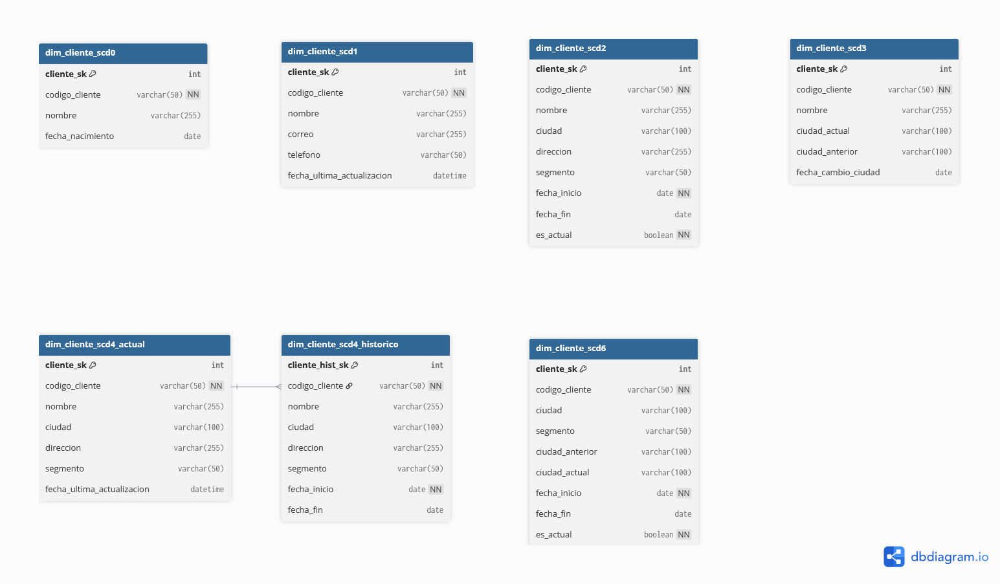 dim_cliente_scd0
cliente_sk int
codigo_cliente varchar(50) NN
nombre varchar(255)
fecha_nacimiento date
dim_cliente_scd1
cliente_sk int
codigo_cliente varchar(50) NN
nombre varchar(255)
correo varchar(255)
telefono varchar(50)
fecha_ultima_actualizacion datetime
dim_cliente_scd2
cliente_sk int
codigo_cliente varchar(50) NN
nombre varchar(255)
ciudad varchar(100)
direccion varchar(255)
segmento varchar(50)
fecha_inicio date NN
fecha_fin date
es_actual boolean NN
dim_cliente_scd3
cliente_sk int
codigo_cliente varchar(50) NN
nombre varchar(255)
ciudad_actual varchar(100)
ciudad_anterior varchar(100)
fecha_cambio_ciudad date
dim_cliente_scd4_actual
cliente_sk int
codigo_cliente varchar(50) NN
nombre varchar(255)
ciudad varchar(100)
direccion varchar(255)
segmento varchar(50)
fecha_ultima_actualizacion datetime
dim_cliente_scd4_historico
cliente_hist_sk int
codigo_cliente varchar(50) NN
nombre varchar(255)
ciudad varchar(100)
direccion varchar(255)
segmento varchar(50)
fecha_inicio date NN
fecha_fin date
dim_cliente_scd6
cliente_sk int
codigo_cliente varchar(50) NN
ciudad varchar(100)
segmento varchar(50)
ciudad_anterior varchar(100)
ciudad_actual varchar(100)
fecha_inicio date NN
fecha_fin date
es_actual boolean NN
dbdiagram.io